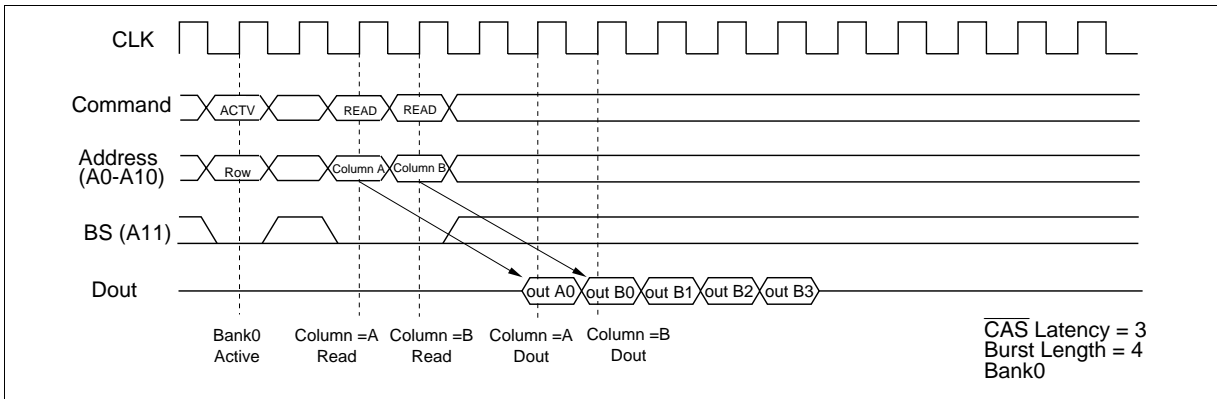 CLK
Command
ACTV
READ
READ
Address
(A0-A10)
Row
Column A
Column B
BS (A11)
Dout
out A0
out B0
out B1
out B2
out B3
Bank0
Active
Column =A
Read
Column =B
Read
Column =A
Dout
Column =B
Dout
CAS Latency = 3
Burst Length = 4
Bank0